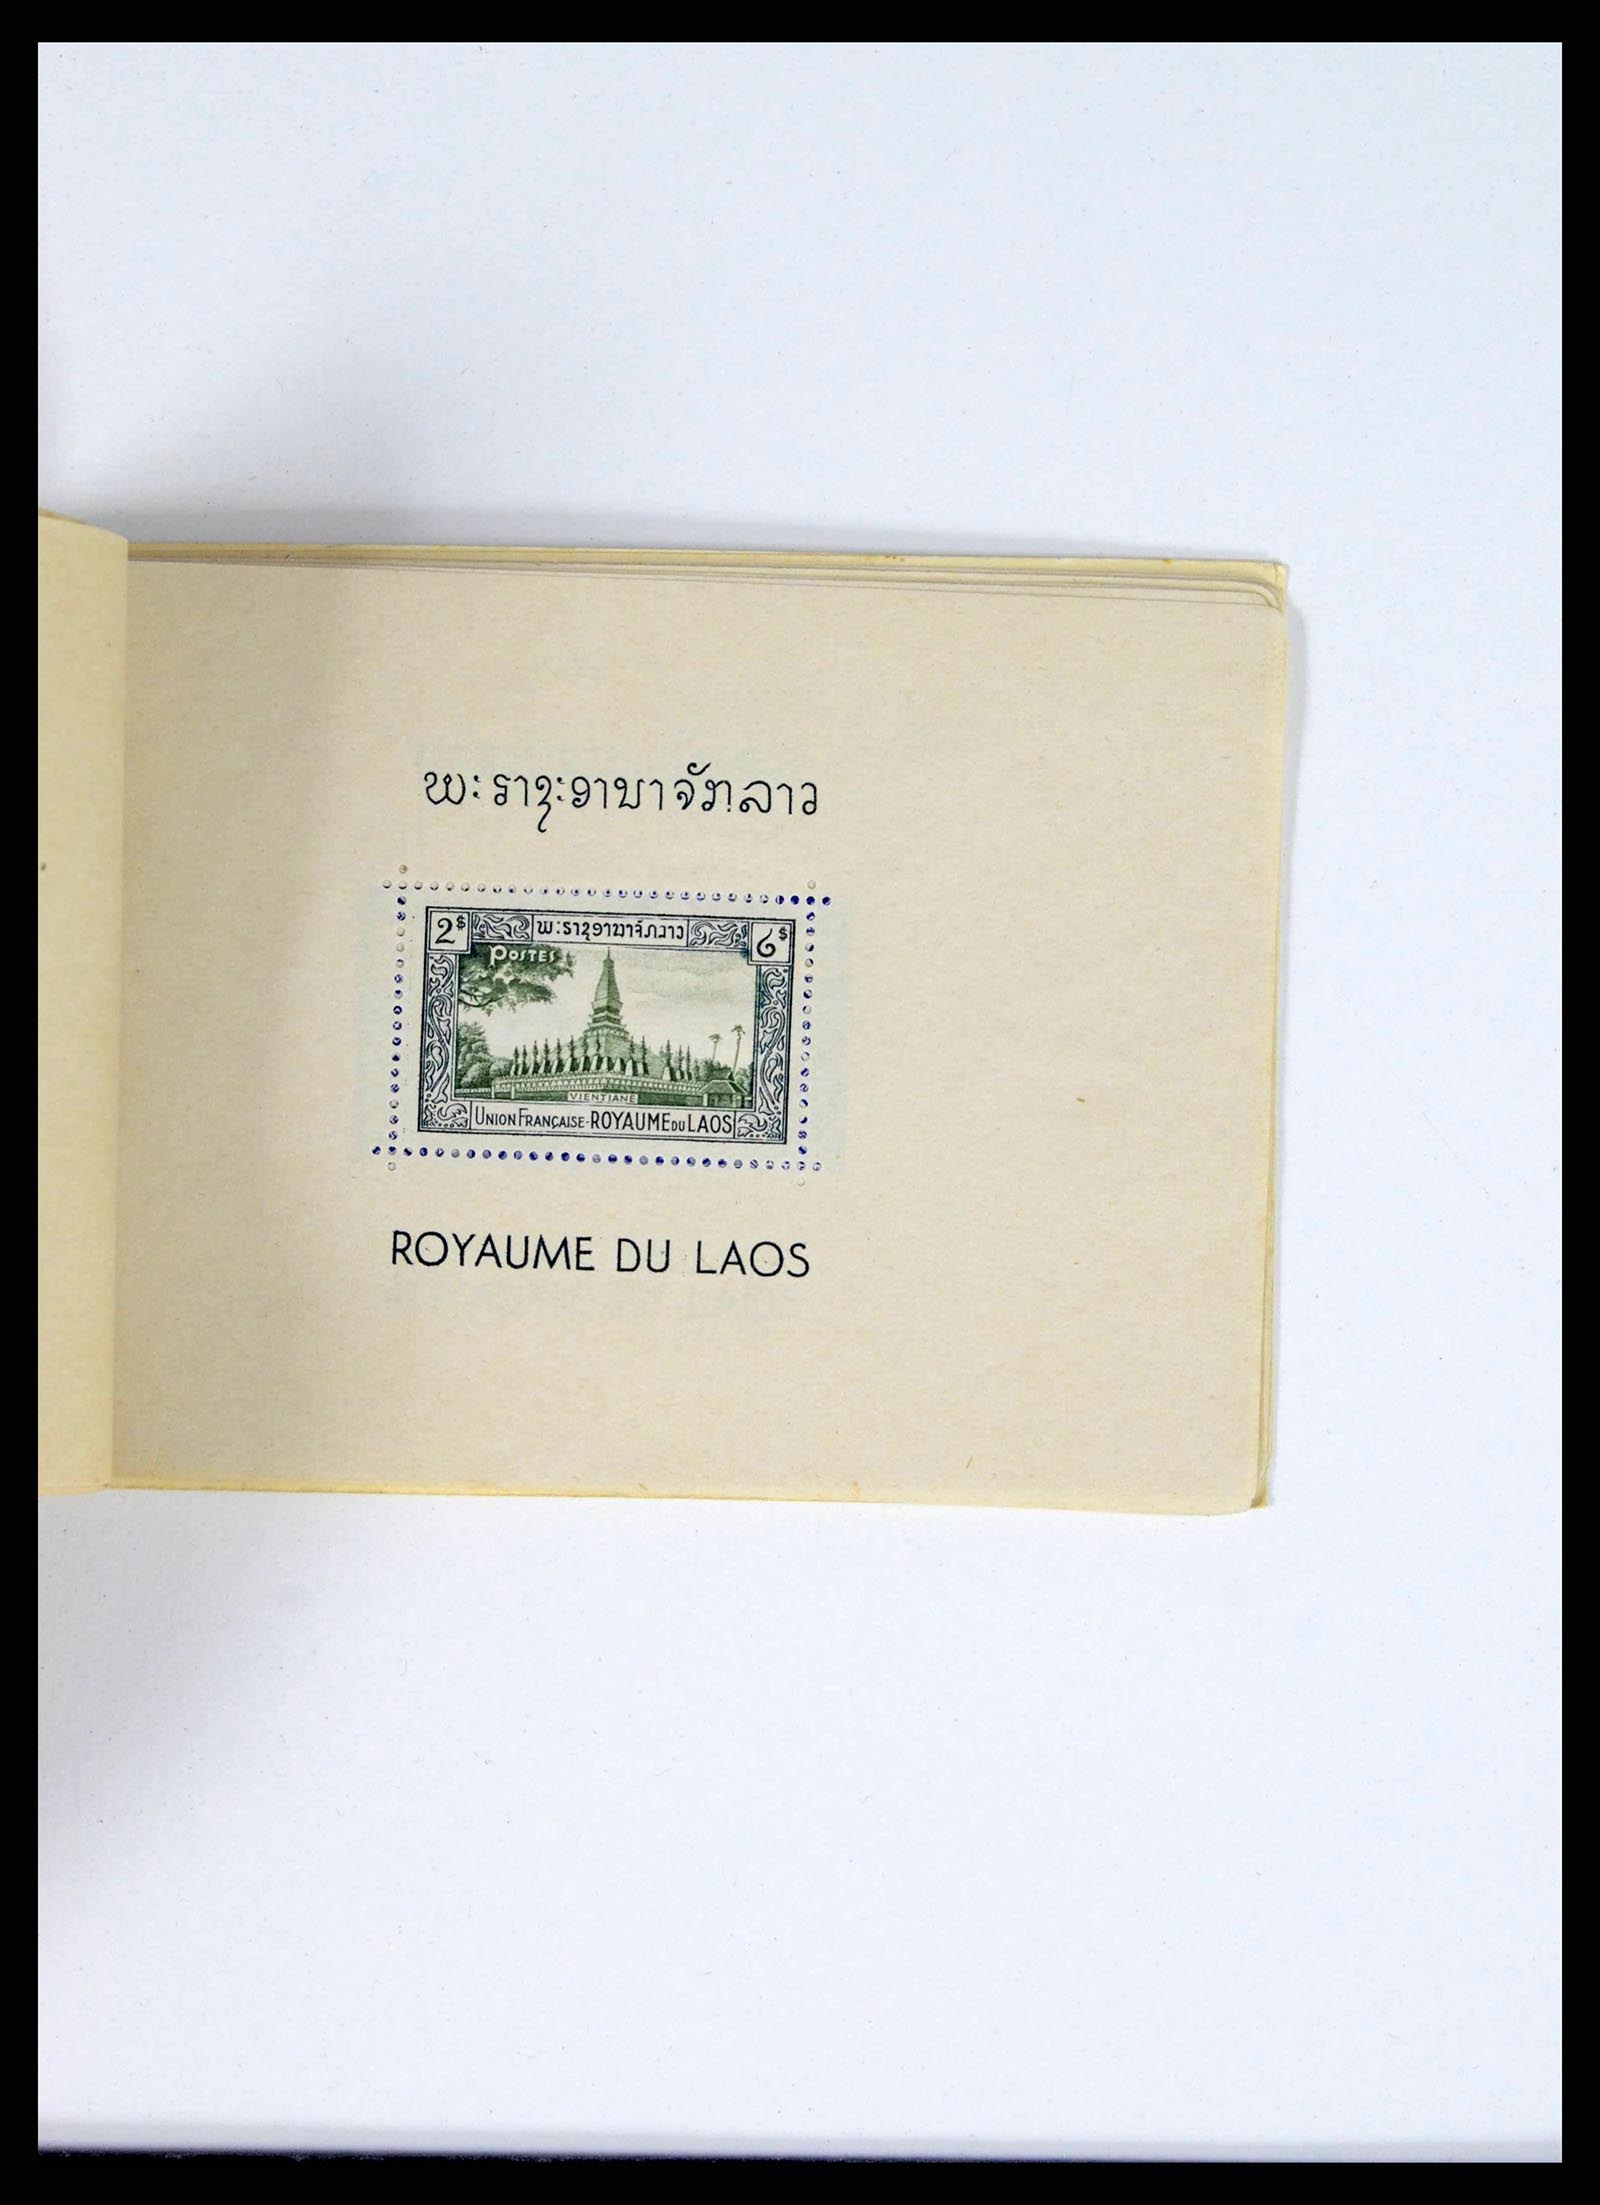 ພະຣາຊະອານາຈັກລາວ
2$
ພະຣາຊອານາຈັກລາວ
໒$
POSTES
VIENTIANE
UNION FRANÇAISE-ROYAUME DU LAOS
ROYAUME DU LAOS